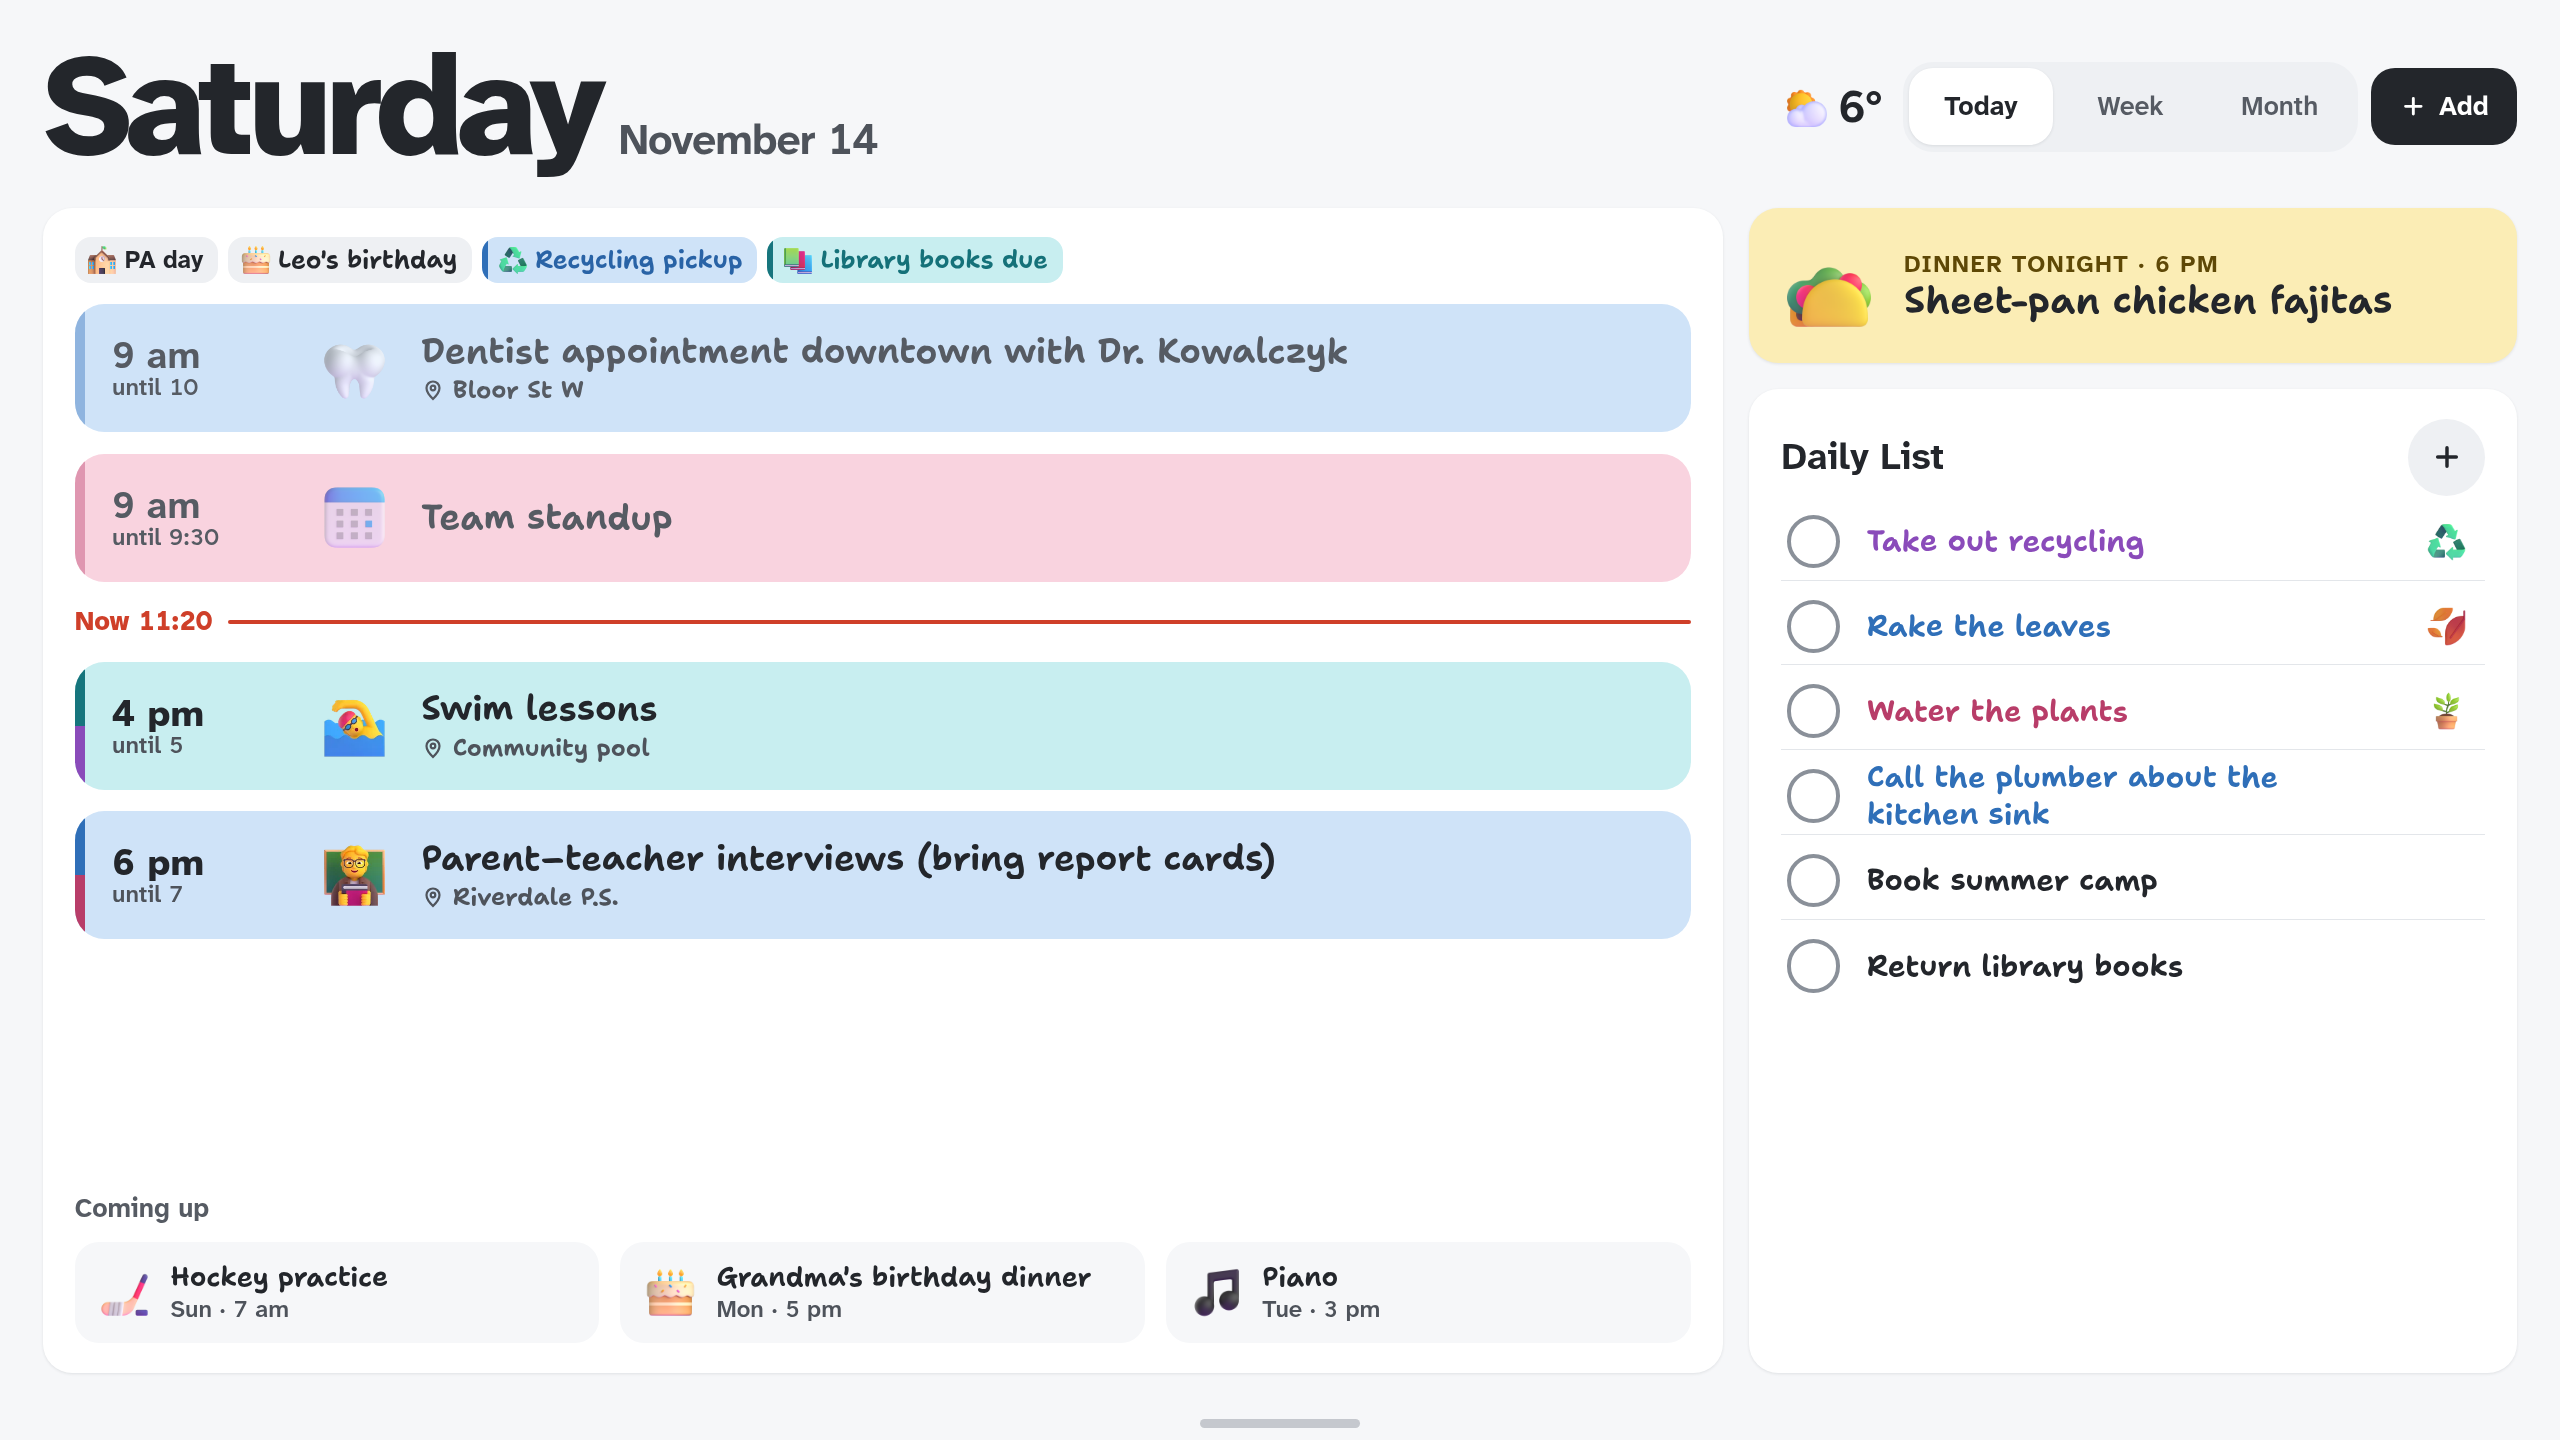 Saturday November 14
6°
Today
Week
Month
+ Add
PA day
Leo's birthday
Recycling pickup
Library books due
9 am
until 10
Dentist appointment downtown with Dr. Kowalczyk
Bloor St W
9 am
until 9:30
Team standup
Now 11:20
4 pm
until 5
Swim lessons
Community pool
6 pm
until 7
Parent-teacher interviews (bring report cards)
Riverdale P.S.
Coming up
Hockey practice
Sun · 7 am
Grandma's birthday dinner
Mon · 5 pm
Piano
Tue · 3 pm
DINNER TONIGHT · 6 PM
Sheet-pan chicken fajitas
Daily List
+
Take out recycling
Rake the leaves
Water the plants
Call the plumber about the
kitchen sink
Book summer camp
Return library books